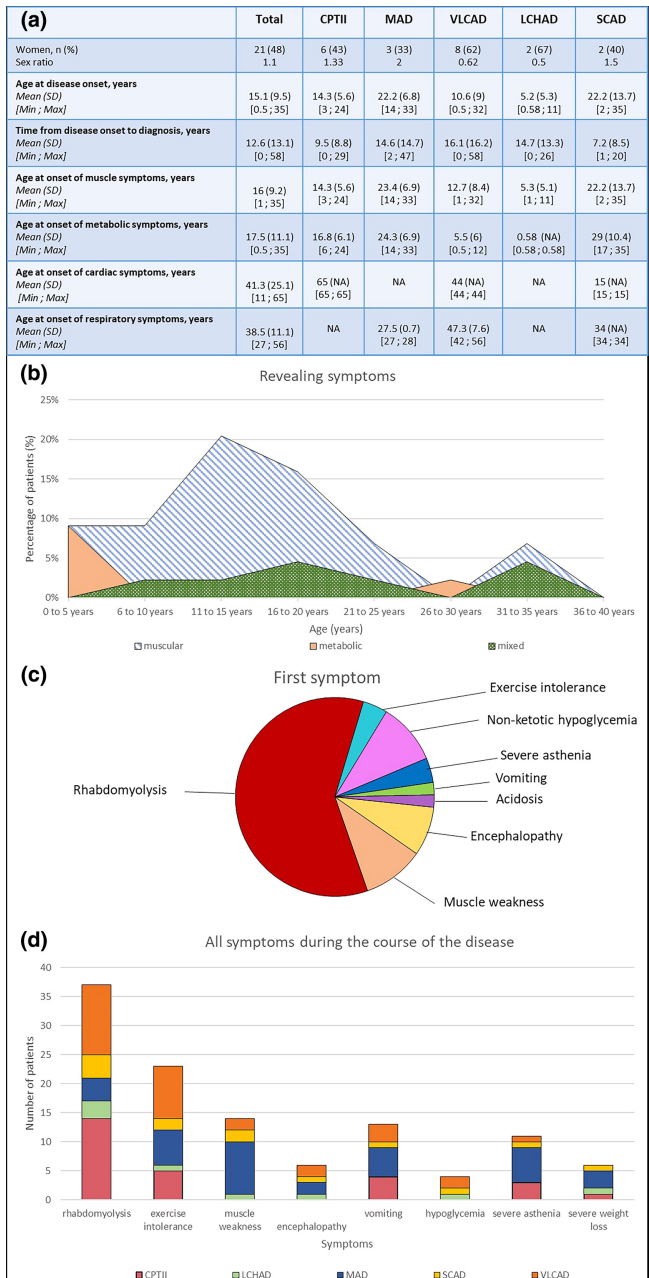 (a)
Total CPTII MAD VLCAD LCHAD SCAD
Women, n (%) 21 (48) 6 (43) 3 (33) 8 (62) 2 (67) 2 (40)
Sex ratio 1.1 1.33 2 0.62 0.5 1.5
Age at disease onset, years
Mean (SD) 15.1 (9.5) 14.3 (5.6) 22.2 (6.8) 10.6 (9) 5.2 (5.3) 22.2 (13.7)
[Min ; Max] [0.5 ; 35] [3 ; 24] [14 ; 33] [0.5 ; 32] [0.58 ; 11] [2 ; 35]
Time from disease onset to diagnosis, years
Mean (SD) 12.6 (13.1) 9.5 (8.8) 14.6 (14.7) 16.1 (16.2) 14.7 (13.3) 7.2 (8.5)
[Min ; Max] [0 ; 58] [0 ; 29] [2 ; 47] [0 ; 58] [0 ; 26] [1 ; 20]
Age at onset of muscle symptoms, years
Mean (SD) 16 (9.2) 14.3 (5.6) 23.4 (6.9) 12.7 (8.4) 5.3 (5.1) 22.2 (13.7)
[Min ; Max] [1 ; 35] [3 ; 24] [14 ; 33] [1 ; 32] [1 ; 11] [2 ; 35]
Age at onset of metabolic symptoms, years
Mean (SD) 17.5 (11.1) 16.8 (6.1) 24.3 (6.9) 5.5 (6) 0.58 (NA) 29 (10.4)
[Min ; Max] [0.5 ; 35] [6 ; 24] [14 ; 33] [0.5 ; 12] [0.58 ; 0.58] [17 ; 35]
Age at onset of cardiac symptoms, years
Mean (SD) 41.3 (25.1) 65 (NA) NA 44 (NA) NA 15 (NA)
[Min ; Max] [11 ; 65] [65 ; 65] [44 ; 44] [15 ; 15]
Age at onset of respiratory symptoms, years
Mean (SD) 38.5 (11.1) NA 27.5 (0.7) 47.3 (7.6) NA 34 (NA)
[Min ; Max] [27 ; 56] [27 ; 28] [42 ; 56] [34 ; 34]
(b)
Revealing symptoms
Percentage of patients (%)
25%
20%
15%
10%
5%
0%
0 to 5 years 6 to 10 years 11 to 15 years 16 to 20 years 21 to 25 years 26 to 30 years 31 to 35 years 36 to 40 years
Age (years)
muscular metabolic mixed
(c)
First symptom
Exercise intolerance
Non-ketotic hypoglycemia
Severe asthenia
Vomiting
Acidosis
Encephalopathy
Muscle weakness
Rhabdomyolysis
(d)
All symptoms during the course of the disease
Number of patients
40
35
30
25
20
15
10
5
0
rhabdomyolysis exercise muscle encephalopathy vomiting hypoglycemia severe asthenia severe weight
intolerance weakness loss
Symptoms
CPTII LCHAD MAD SCAD VLCAD